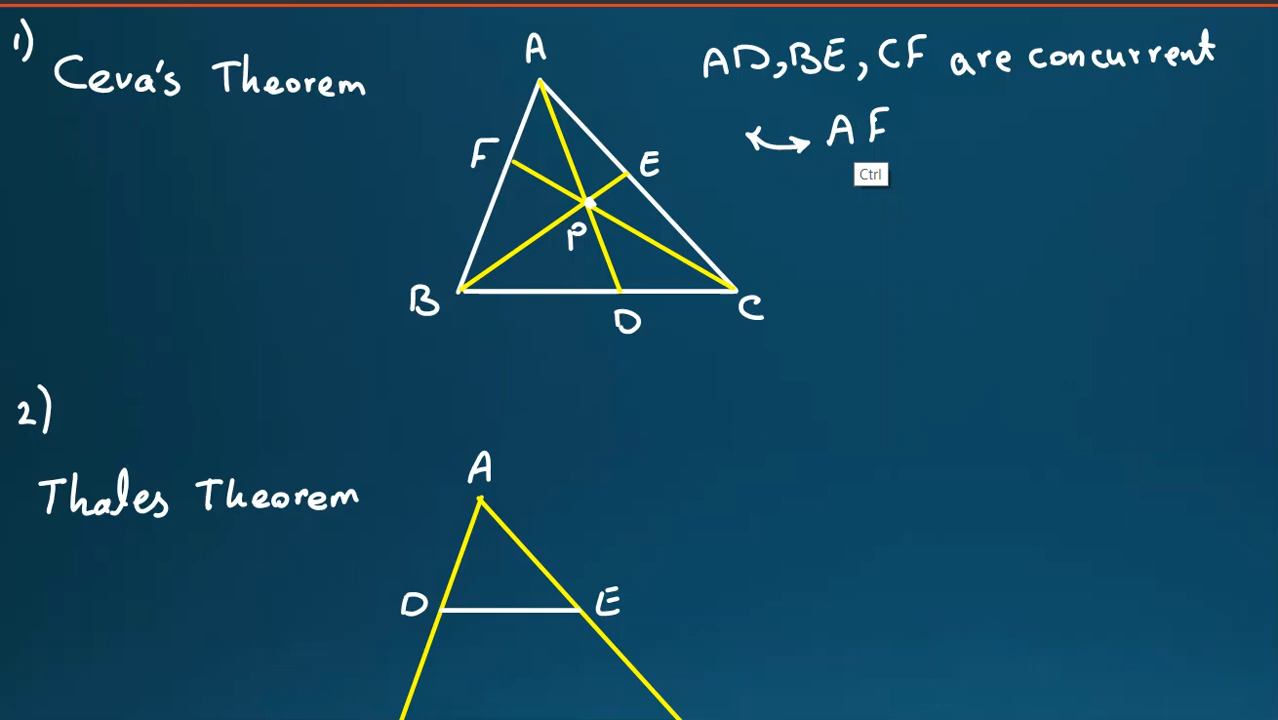 1)
Ceva's Theorem
A
AD, BE, CF are concurrent
↔ AF
Ctrl
F
E
P
B
D
C
2)
Thales Theorem
A
D
E